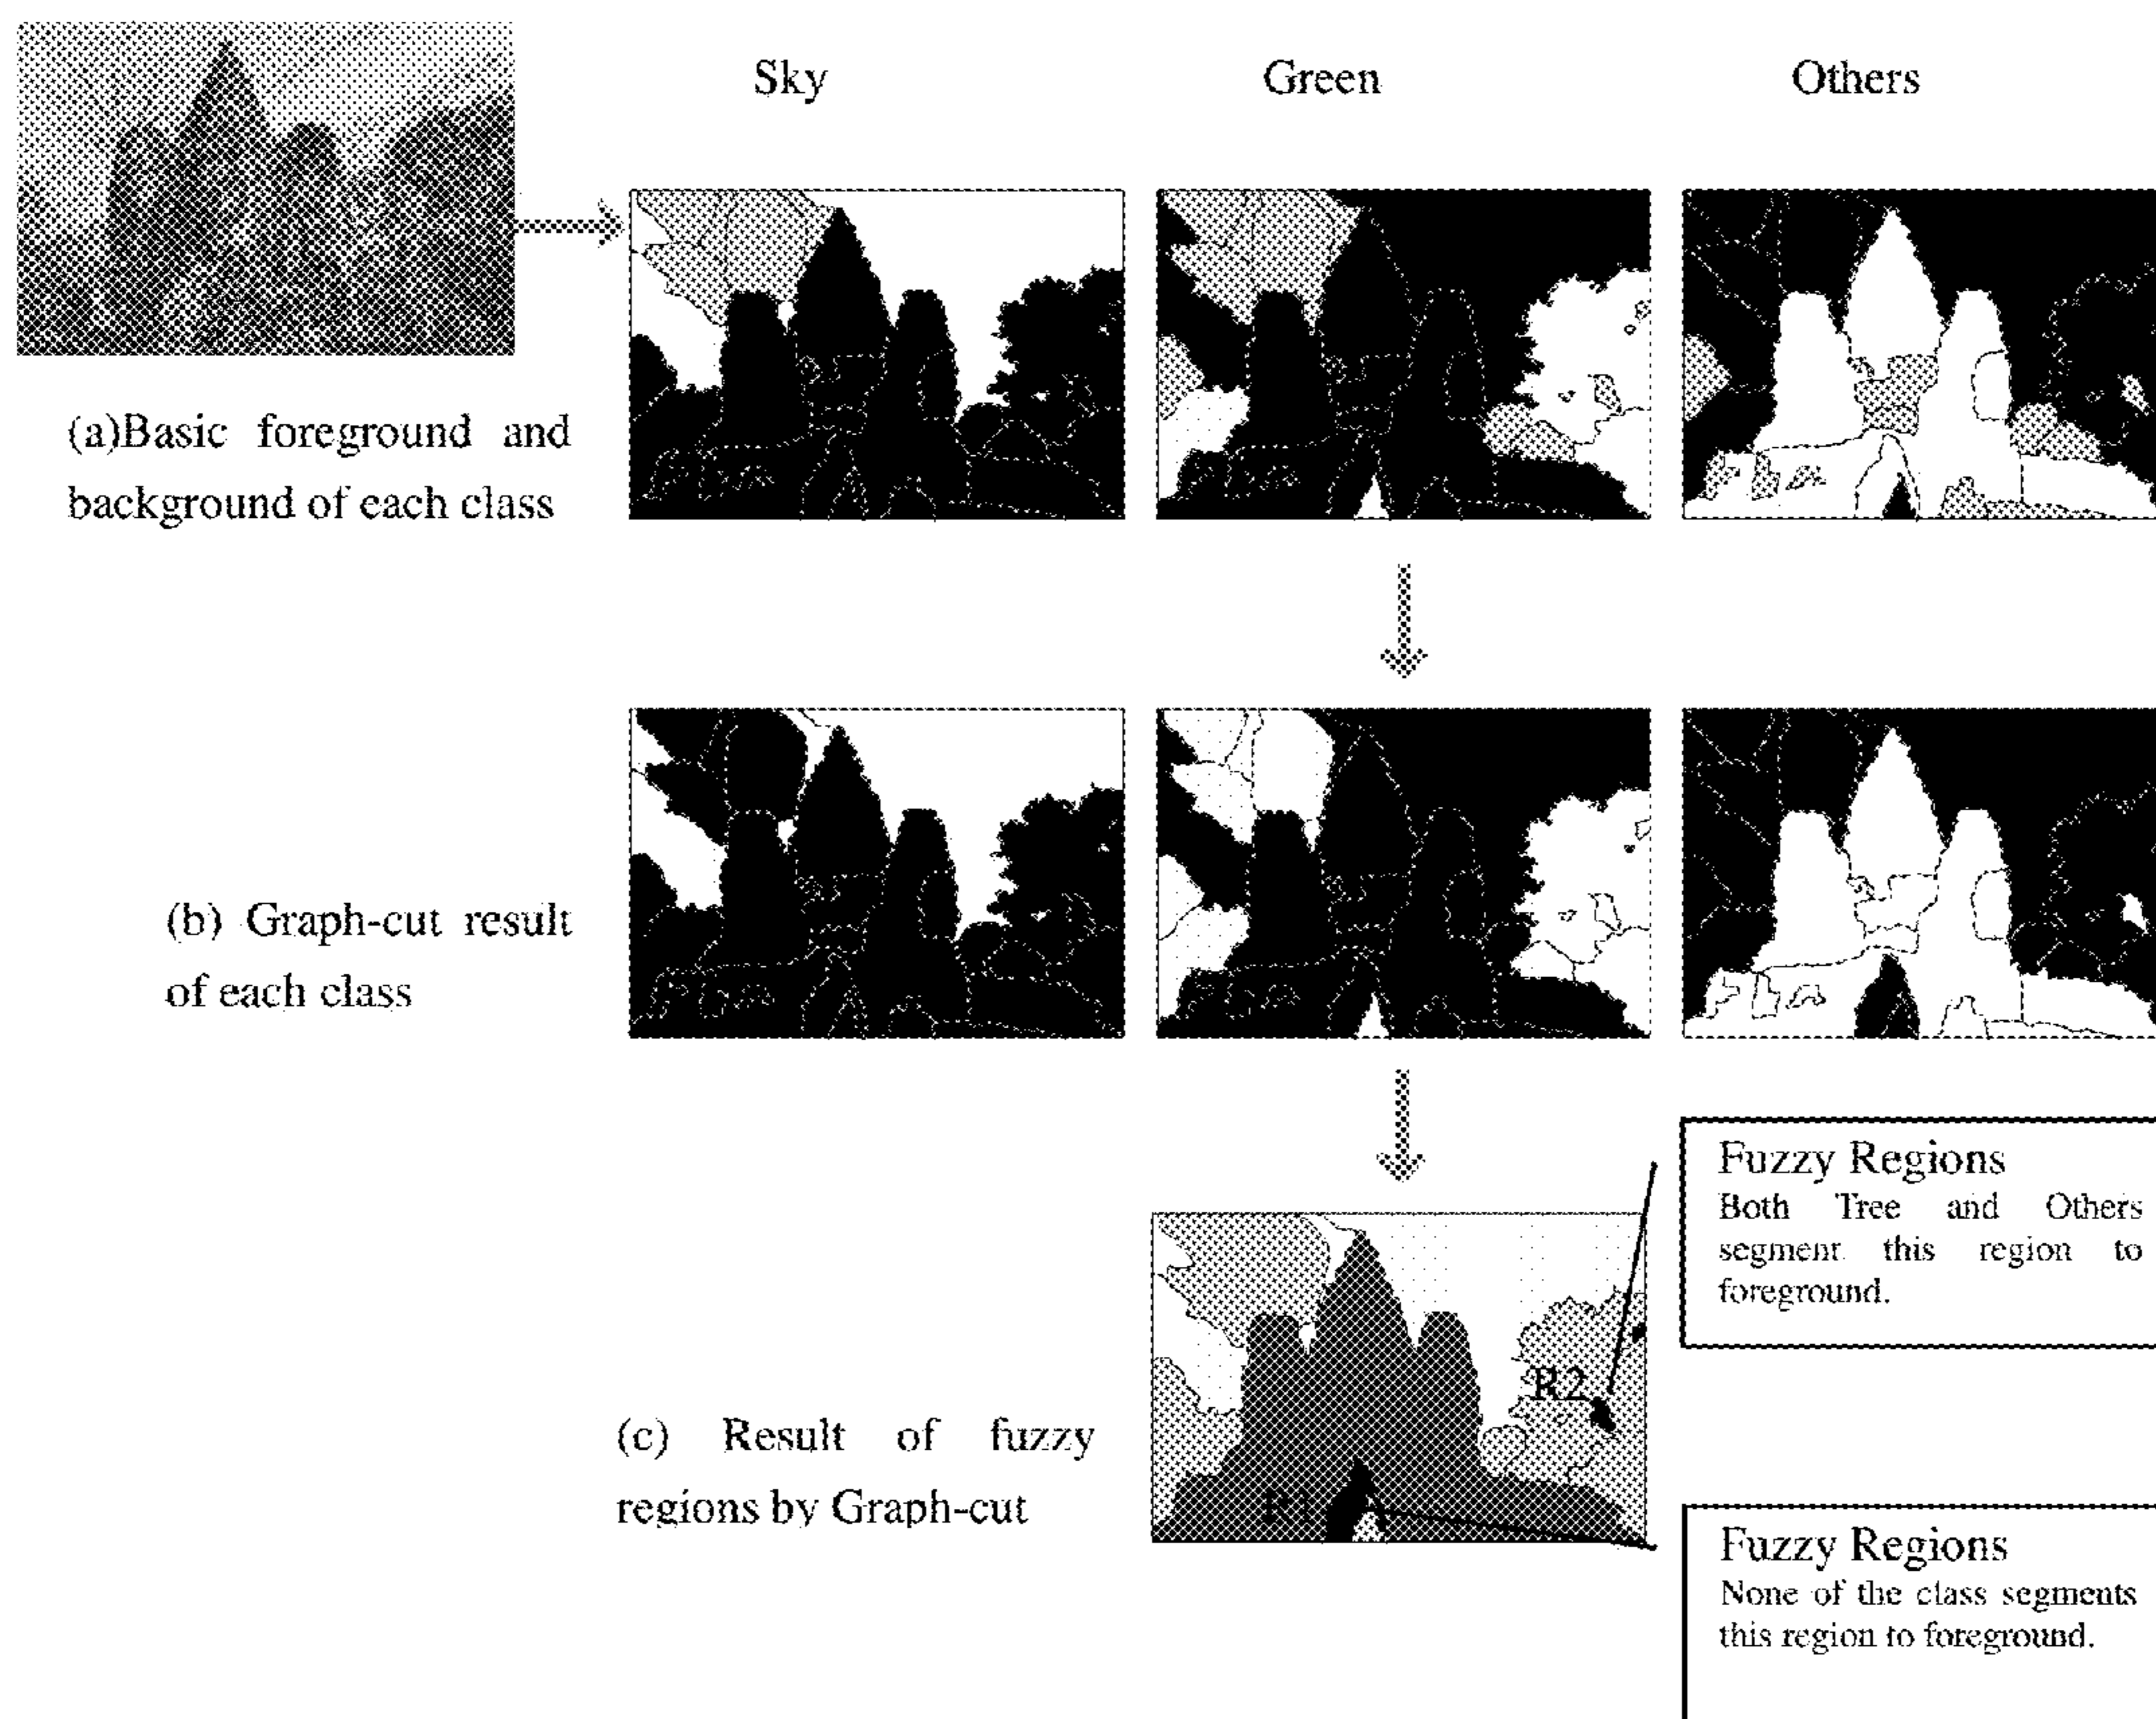 Sky
Green
Others
(a)Basic foreground and
background of each class
(b) Graph-cut result
of each class
Fuzzy Regions
Both Tree and Others
segment this region to
foreground.
R2
(c) Result of fuzzy
regions by Graph-cut
R1
Fuzzy Regions
None of the class segments
this region to foreground.